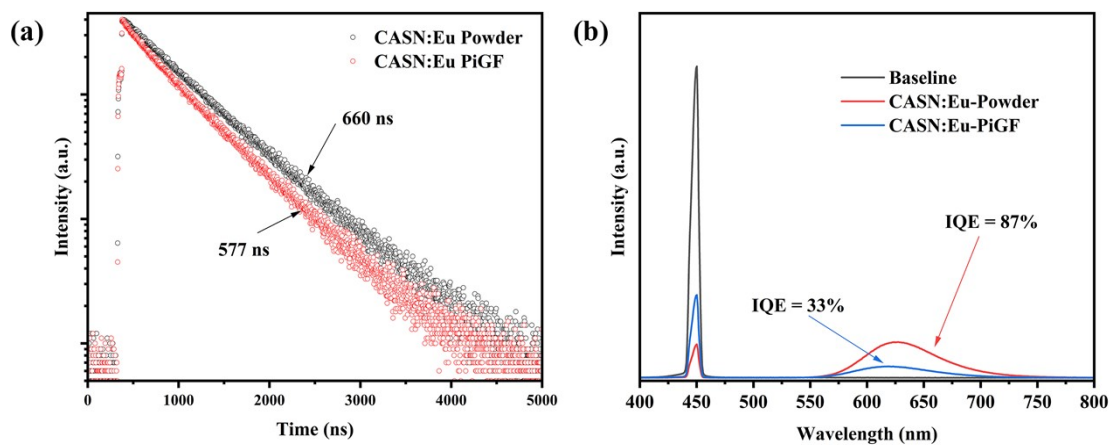 (a)
CASN:Eu Powder
CASN:Eu PiGF
660 ns
577 ns
Intensity (a.u.)
0 1000 2000 3000 4000 5000
Time (ns)
(b)
Baseline
CASN:Eu-Powder
CASN:Eu-PiGF
IQE = 87%
IQE = 33%
Intensity (a.u.)
400 450 500 550 600 650 700 750 800
Wavelength (nm)